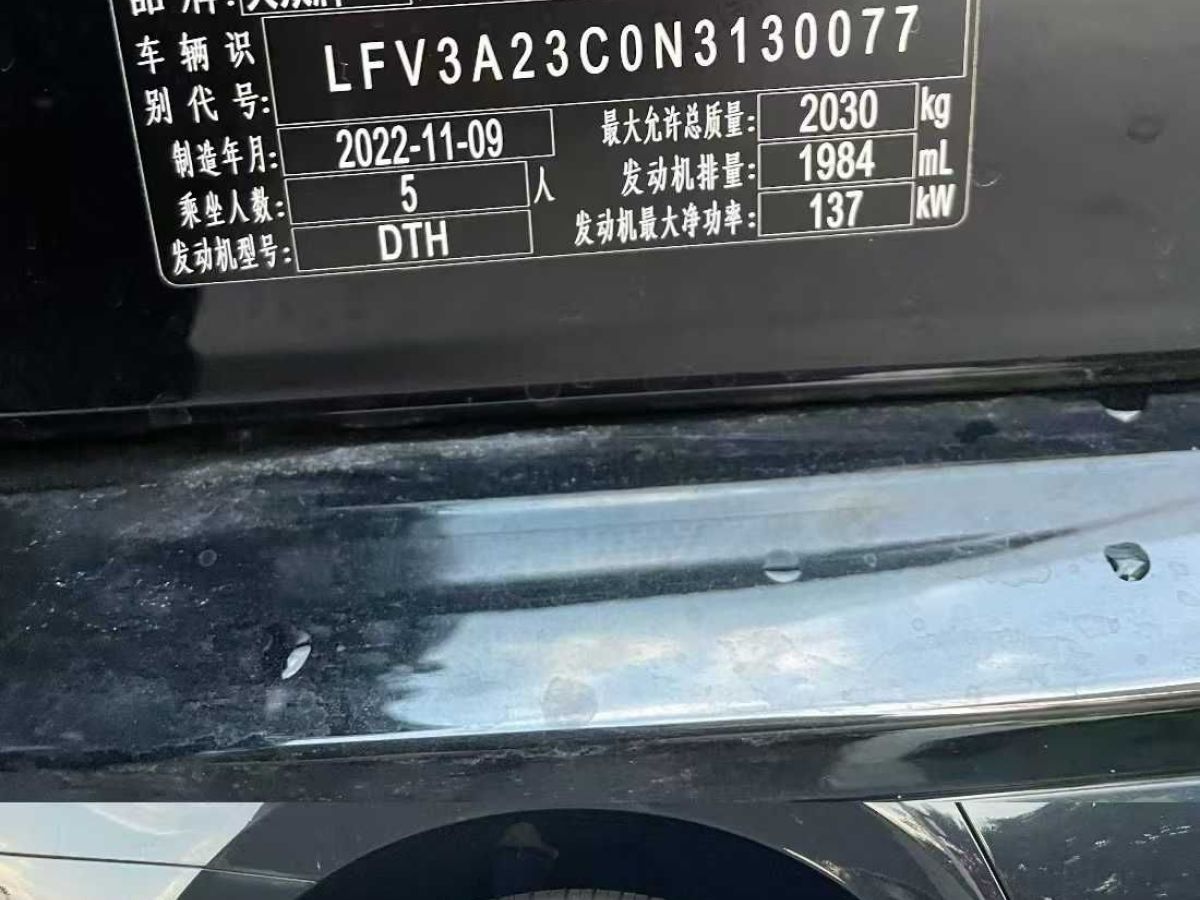 品牌:
车辆识别代号: LFV3A23C0N3130077
制造年月: 2022-11-09
乘坐人数: 5 人
发动机型号: DTH
最大允许总质量: 2030 kg
发动机排量: 1984 mL
发动机最大净功率: 137 kW